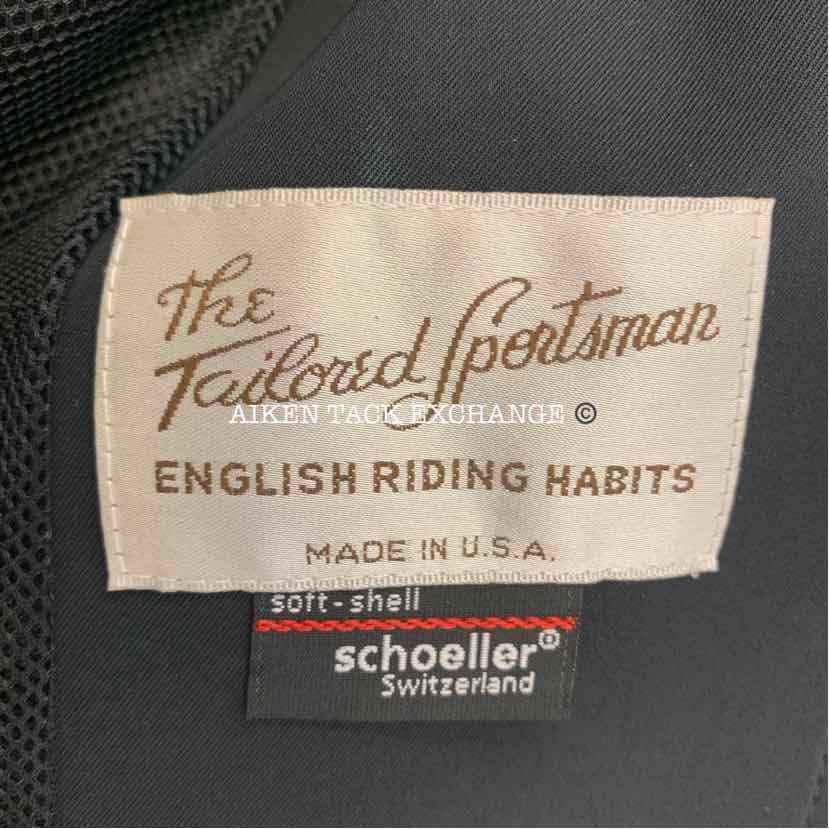 The
Tailored Sportsman
AIKEN TACK EXCHANGE ©
ENGLISH RIDING HABITS
MADE IN U.S.A.
soft-shell
schoeller®
Switzerland